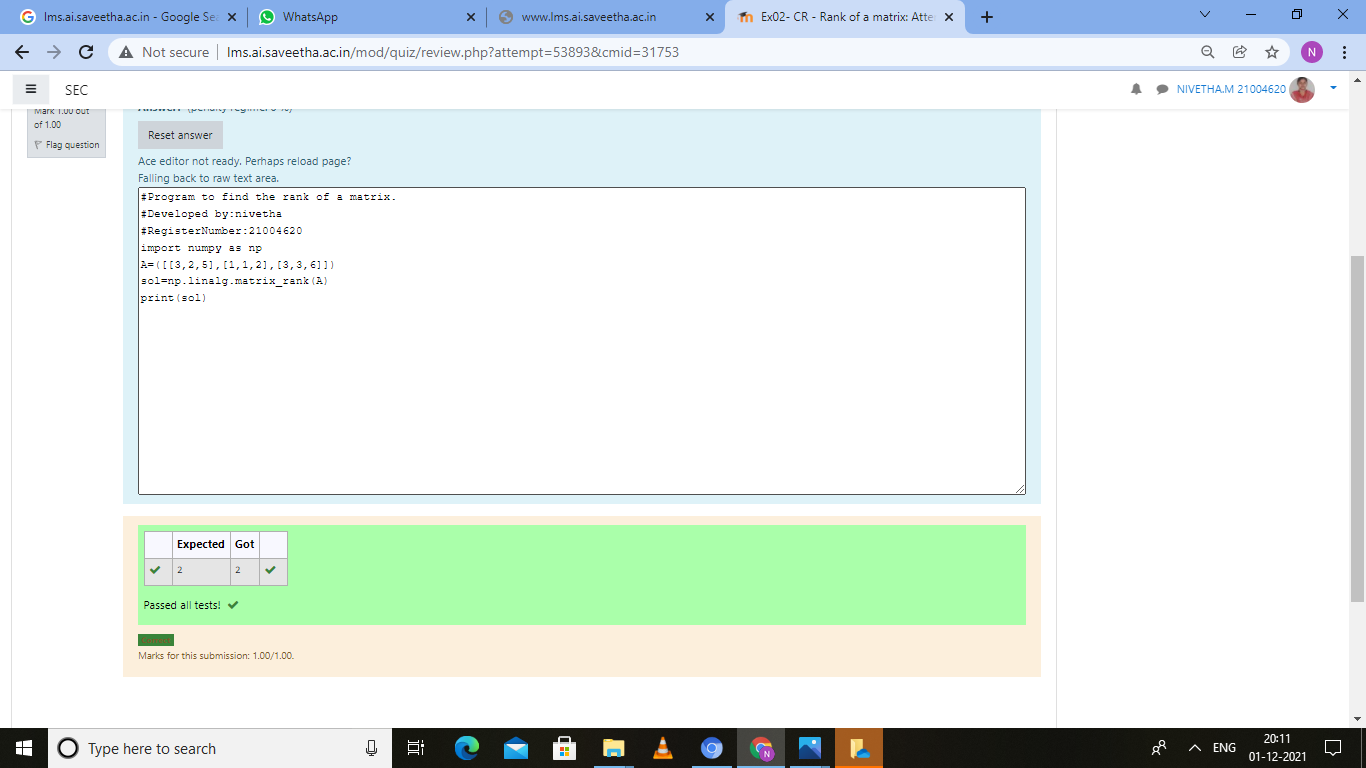 lms.ai.saveetha.ac.in - Google Sea
WhatsApp
www.lms.ai.saveetha.ac.in
Ex02- CR - Rank of a matrix: Atte
Not secure
lms.ai.saveetha.ac.in/mod/quiz/review.php?attempt=53893&cmid=31753
N
SEC
NIVETHA.M 21004620
Mark 1.00 out
of 1.00
Flag question
Answer: (penalty regime: 0 %)
Reset answer
Ace editor not ready. Perhaps reload page?
Falling back to raw text area.
#Program to find the rank of a matrix.
#Developed by:nivetha
#RegisterNumber:21004620
import numpy as np
A=([[3,2,5],[1,1,2],[3,3,6]])
sol=np.linalg.matrix_rank(A)
print(sol)
Expected Got
2 2
Passed all tests!
Marks for this submission: 1.00/1.00.
Type here to search
N
ENG
20:11
01-12-2021